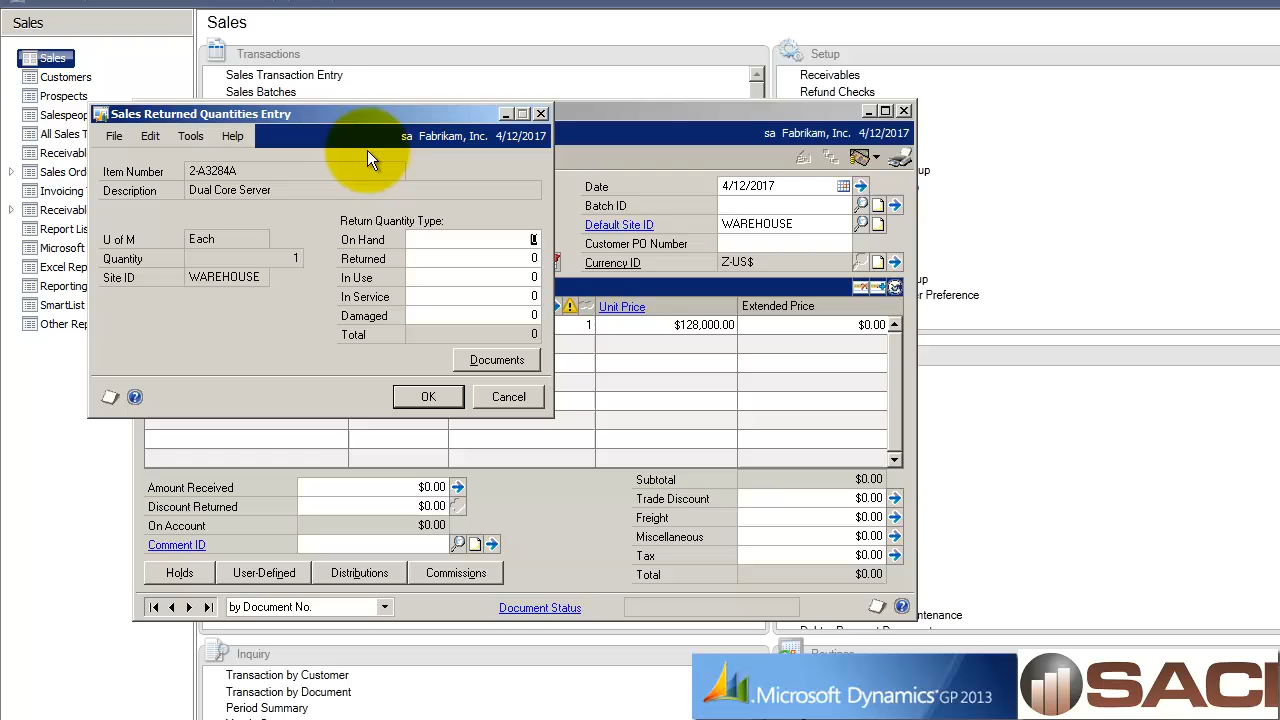 Sales
Sales
Sales
Customers
Prospects
Salespeop
All Sales T
Receivabl
Sales Ord
Invoicing
Receivabl
Report Lis
Microsoft
Excel Repo
Reporting
SmartList
Other Rep
Transactions
Sales Transaction Entry
Sales Batches
Setup
Receivables
Refund Checks
up
up
er Preference
Sales Returned Quantities Entry
File Edit Tools Help
sa Fabrikam, Inc. 4/12/2017
Item Number 2-A3284A
Description Dual Core Server
Return Quantity Type:
U of M Each
On Hand
Quantity 1
Returned 0
Site ID WAREHOUSE
In Use 0
In Service 0
Damaged 0
Total 0
Documents
OK Cancel
sa Fabrikam, Inc. 4/12/2017
Date 4/12/2017
Batch ID
Default Site ID WAREHOUSE
Customer PO Number
Currency ID Z-US$
Unit Price Extended Price
1 $128,000.00 $0.00
Amount Received $0.00
Discount Returned $0.00
On Account $0.00
Comment ID
Subtotal $0.00
Trade Discount $0.00
Freight $0.00
Miscellaneous $0.00
Tax $0.00
Total $0.00
Holds User-Defined Distributions Commissions
by Document No.
Document Status
ntenance
Inquiry
Transaction by Customer
Transaction by Document
Period Summary
Routines
Microsoft Dynamics GP 2013